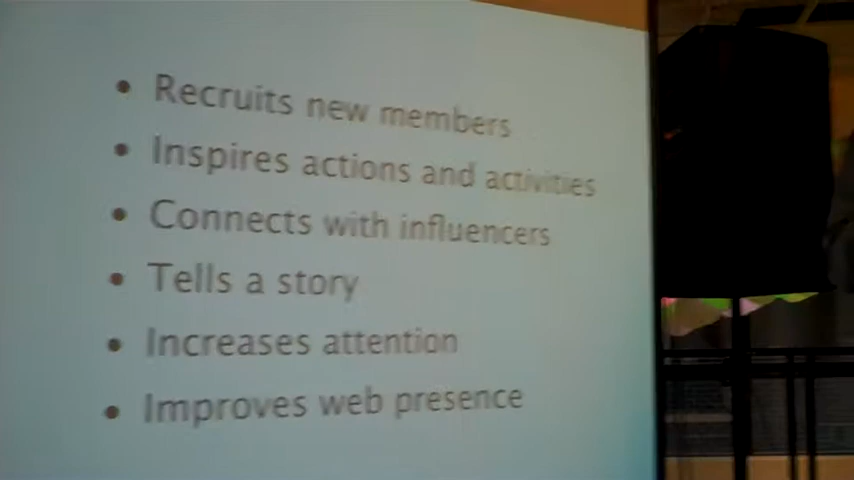 • Recruits new members
• Inspires actions and activities
• Connects with influencers
• Tells a story
• Increases attention
• Improves web presence